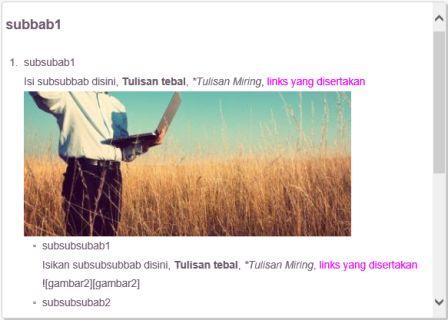 subbab1
1. subsubab1
Isi subsubbab disini, Tulisan tebal, *Tulisan Miring, links yang disertakan
▫ subsubsubab1
Isikan subsubsubbab disini, Tulisan tebal, *Tulisan Miring, links yang disertakan
![gambar2][gambar2]
▫ subsubsubab2